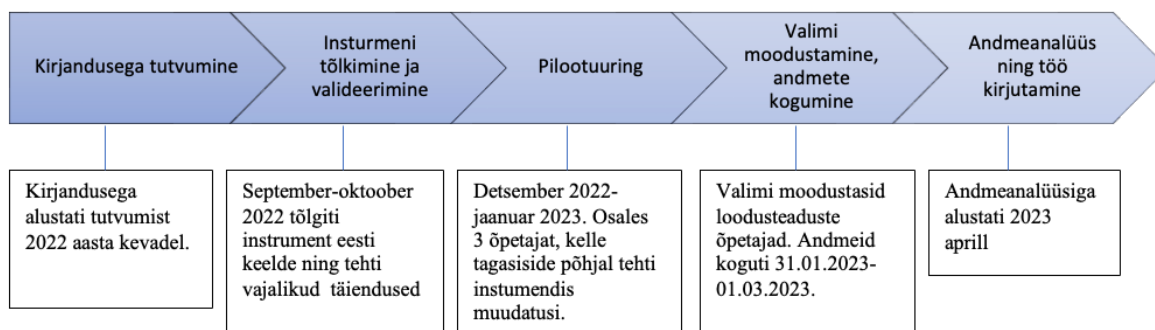 Kirjandusega tutvumine
Insturmeni
tõlkimine ja
valideerimine
Pilootuuring
Valimi
moodustamine,
andmete
kogumine
Andmeanalüüs
ning töö
kirjutamine
Kirjandusega
alustati tutvumist
2022 aasta kevadel.
September-oktoober
2022 tõlgiti
instrument eesti
keelde ning tehti
vajalikud täiendused
Detsember 2022-
jaanuar 2023. Osales
3 õpetajat, kelle
tagasiside põhjal tehti
instumendis
muudatusi.
Valimi moodustasid
loodusteaduste
õpetajad. Andmeid
koguti 31.01.2023-
01.03.2023.
Andmeanalüüsiga
alustati 2023
aprill